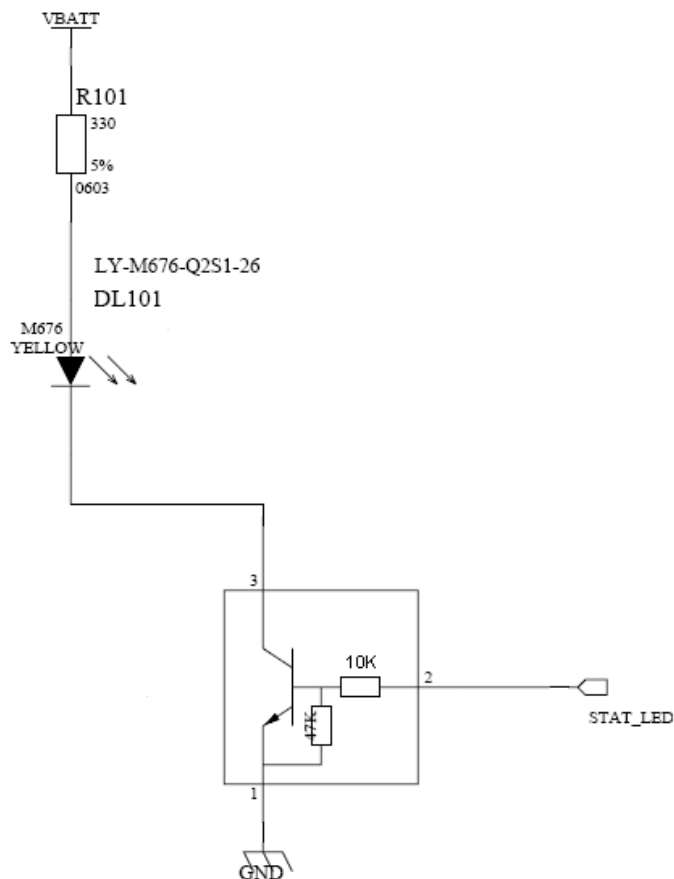 VBATT
R101
330
5%
0603
LY-M676-Q2S1-26
DL101
M676
YELLOW
3
10K
2
47K
STAT_LED
1
GND